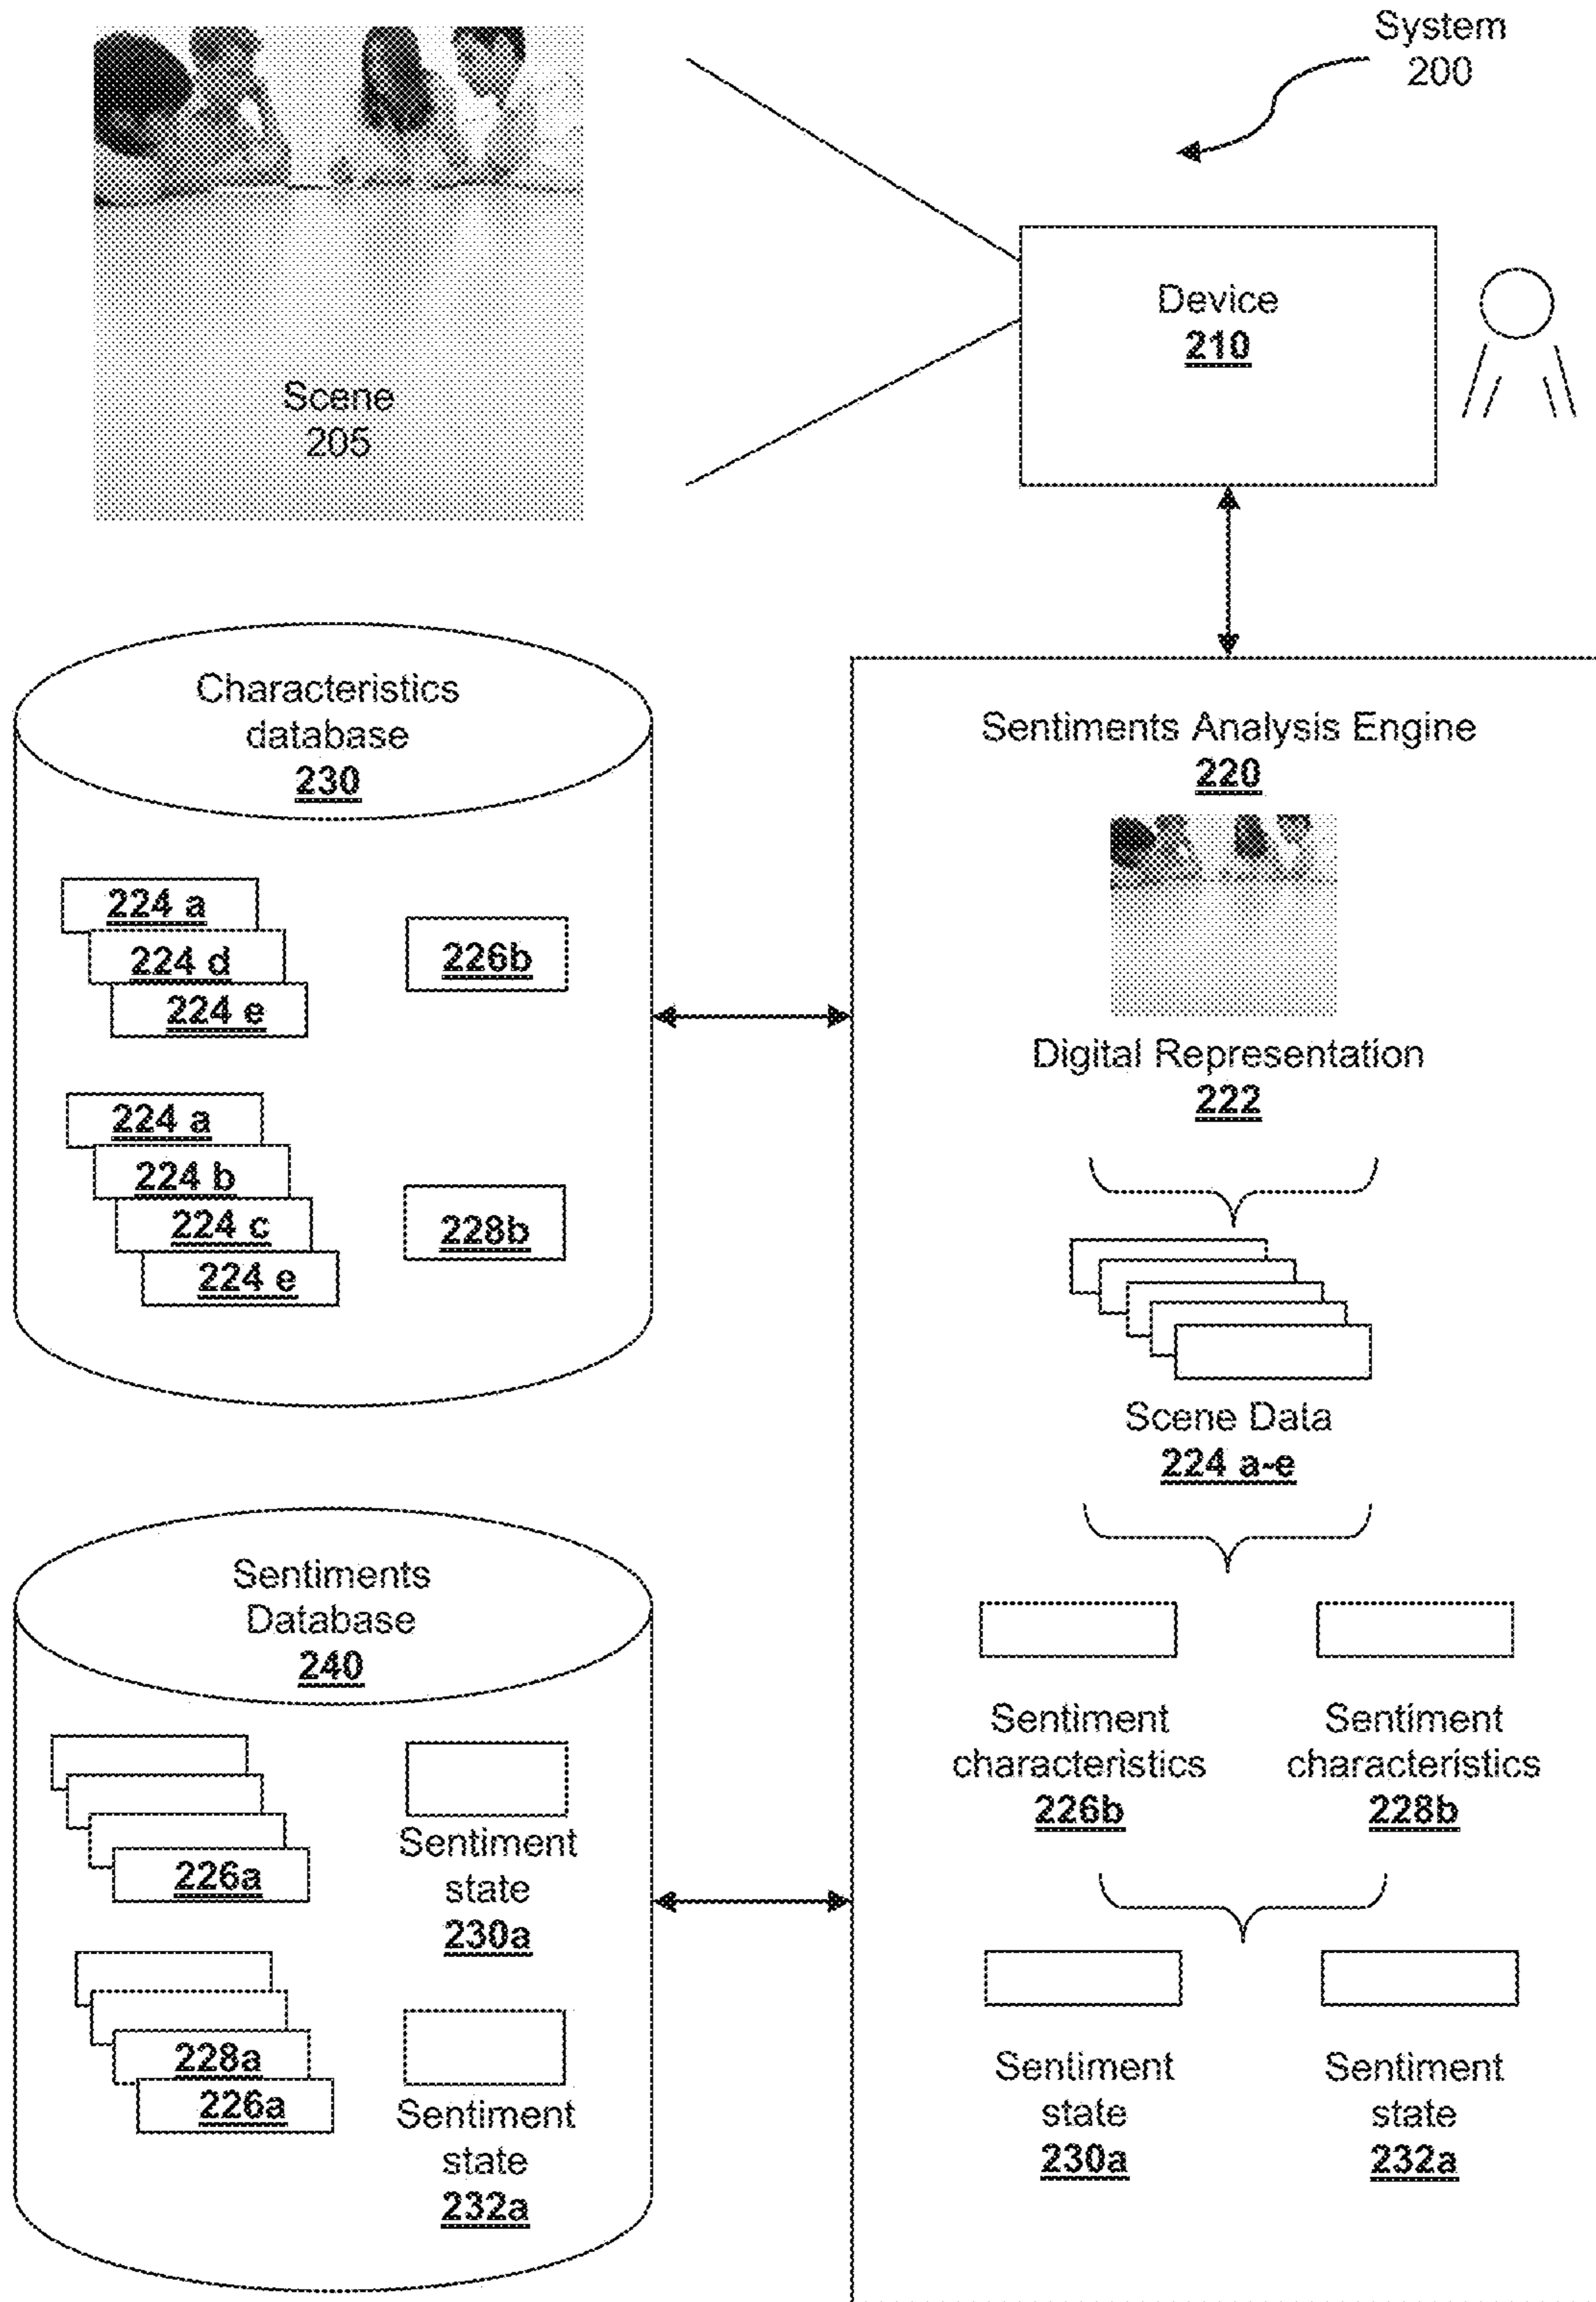 System
200
Scene
205
Device
210
Characteristics
database
230
224 a
224 d
224 e
226b
224 a
224 b
224 c
224 e
228b
Sentiments
Database
240
226a
Sentiment
state
230a
228a
226a
Sentiment
state
232a
Sentiments Analysis Engine
220
Digital Representation
222
Scene Data
224 a-e
Sentiment
characteristics
226b
Sentiment
characteristics
228b
Sentiment
state
230a
Sentiment
state
232a